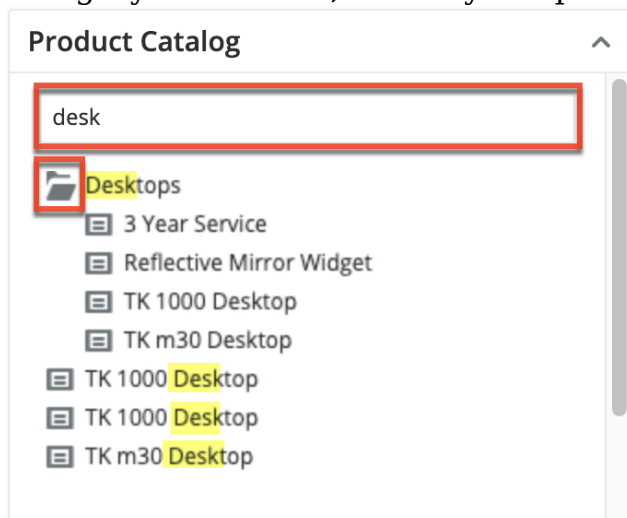 Product Catalog
desk
Desktops
3 Year Service
Reflective Mirror Widget
TK 1000 Desktop
TK m30 Desktop
TK 1000 Desktop
TK 1000 Desktop
TK m30 Desktop